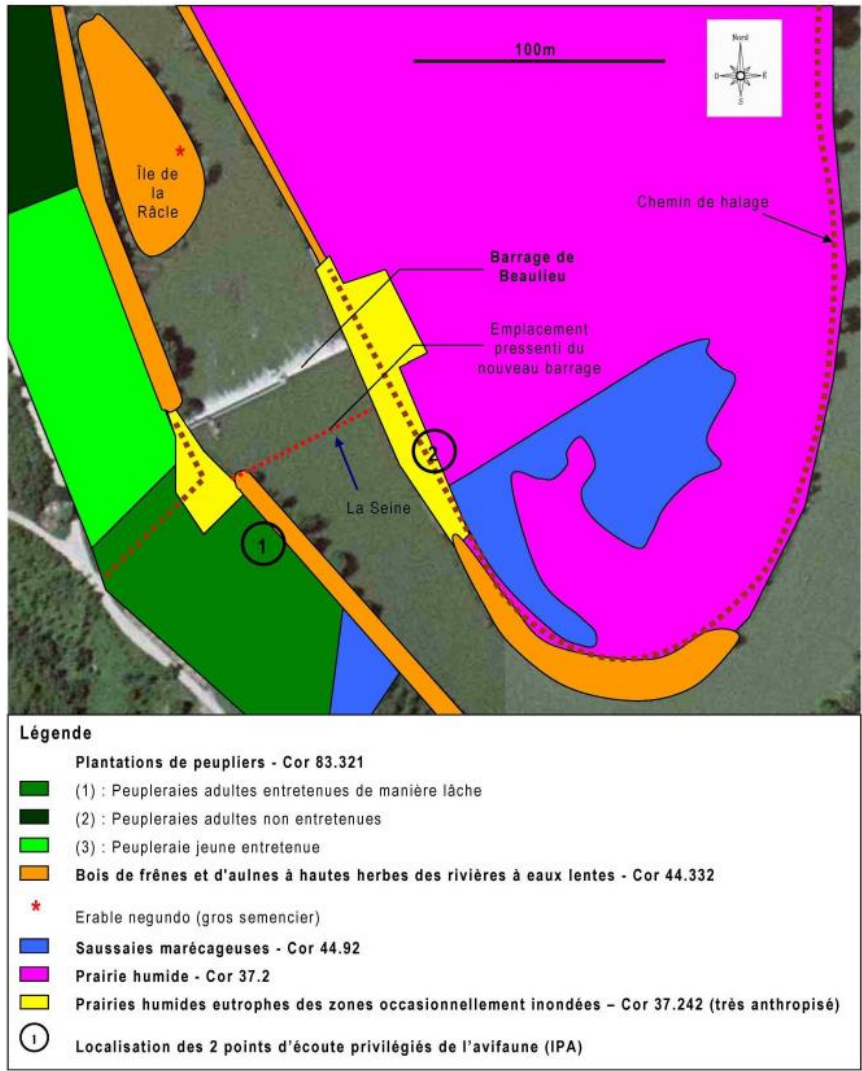 100m
Nord
O
E
S
Île de
la
Râcle
Chemin de halage
Barrage de
Beaulieu
Emplacement
pressenti du
nouveau barrage
2
La Seine
1
Légende
Plantations de peupliers - Cor 83.321
(1) : Peupleraies adultes entretenues de manière lâche
(2) : Peupleraies adultes non entretenues
(3) : Peupleraie jeune entretenue
Bois de frênes et d'aulnes à hautes herbes des rivières à eaux lentes - Cor 44.332
* Erable negundo (gros semencier)
Saussaies marécageuses - Cor 44.92
Prairie humide - Cor 37.2
Prairies humides eutrophes des zones occasionnellement inondées – Cor 37.242 (très anthropisé)
1 Localisation des 2 points d'écoute privilégiés de l'avifaune (IPA)